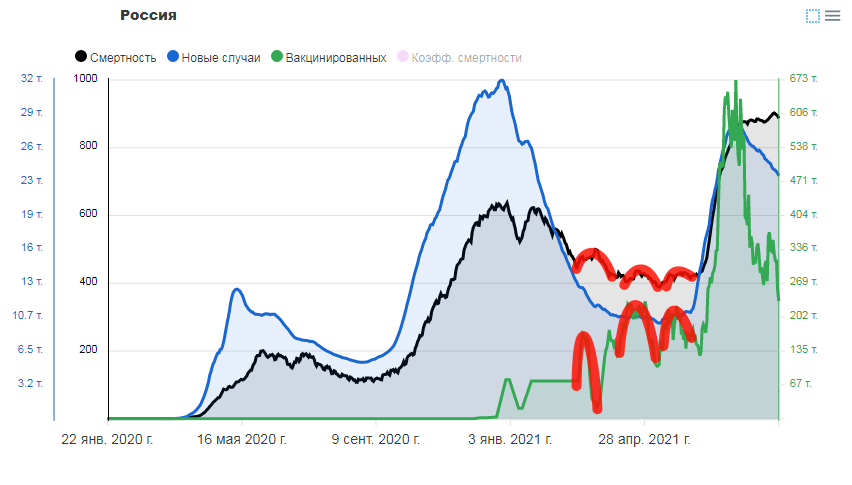 Россия
Смертность Новые случаи Вакцинированных Коэфф. смертности
32 т. 1000 673 т.
29 т. 606 т.
26 т. 800 538 т.
23 т. 471 т.
19 т. 600 404 т.
16 т. 336 т.
13 т. 400 269 т.
10.7 т. 202 т.
6.5 т. 200 135 т.
3.2 т. 67 т.
22 янв. 2020 г. 16 мая 2020 г. 9 сент. 2020 г. 3 янв. 2021 г. 28 апр. 2021 г.